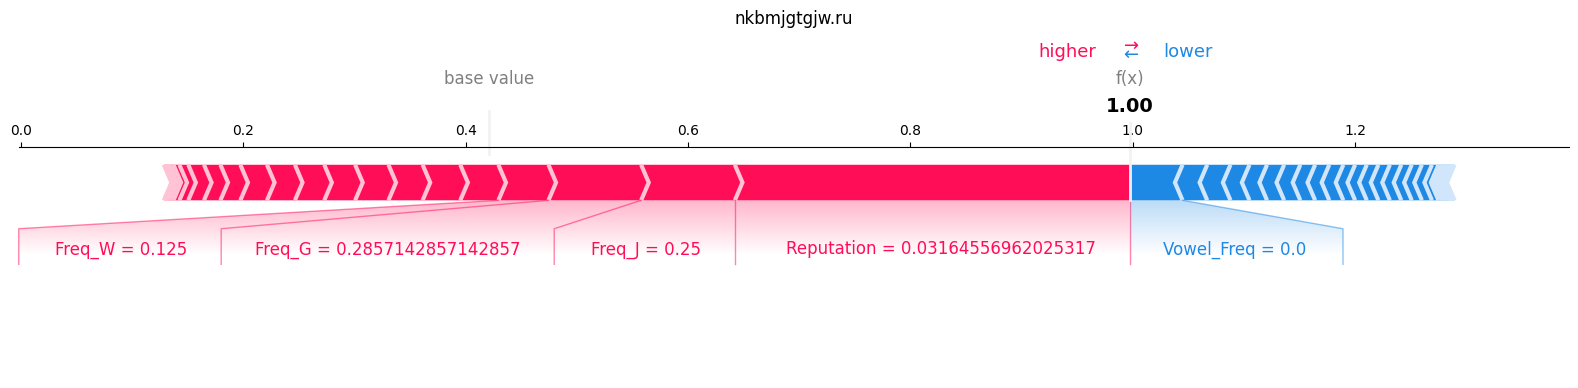 nkbmjgtgjw.ru
higher ⇄ lower
base value f(x)
1.00
0.0 0.2 0.4 0.6 0.8 1.0 1.2
Freq_W = 0.125 Freq_G = 0.2857142857142857 Freq_J = 0.25 Reputation = 0.03164556962025317 Vowel_Freq = 0.0